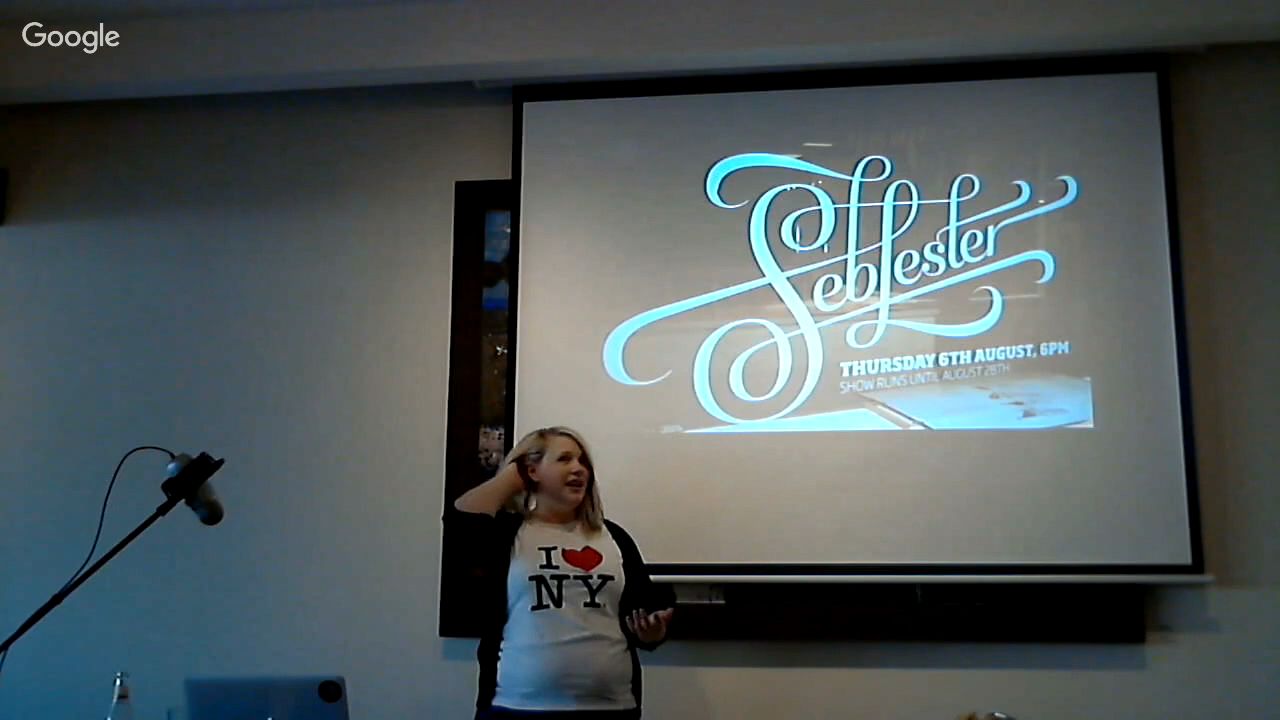 Google
Seb Lester
THURSDAY 6TH AUGUST, 6PM
SHOW RUNS UNTIL AUGUST 28TH
I ❤ NY